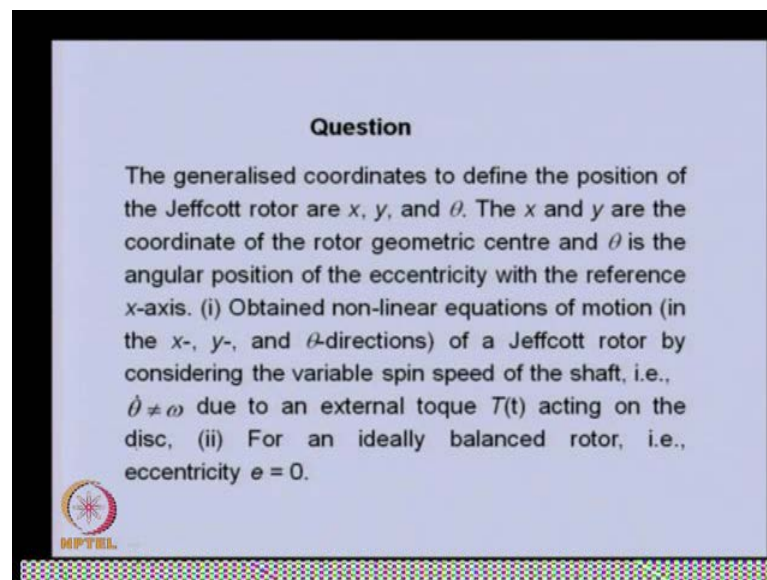 Question
The generalised coordinates to define the position of
the Jeffcott rotor are x, y, and θ. The x and y are the
coordinate of the rotor geometric centre and θ is the
angular position of the eccentricity with the reference
x-axis. (i) Obtained non-linear equations of motion (in
the x-, y-, and θ-directions) of a Jeffcott rotor by
considering the variable spin speed of the shaft, i.e.,
θ̇ ≠ ω due to an external toque T(t) acting on the
disc, (ii) For an ideally balanced rotor, i.e.,
eccentricity e = 0.
NPTEL